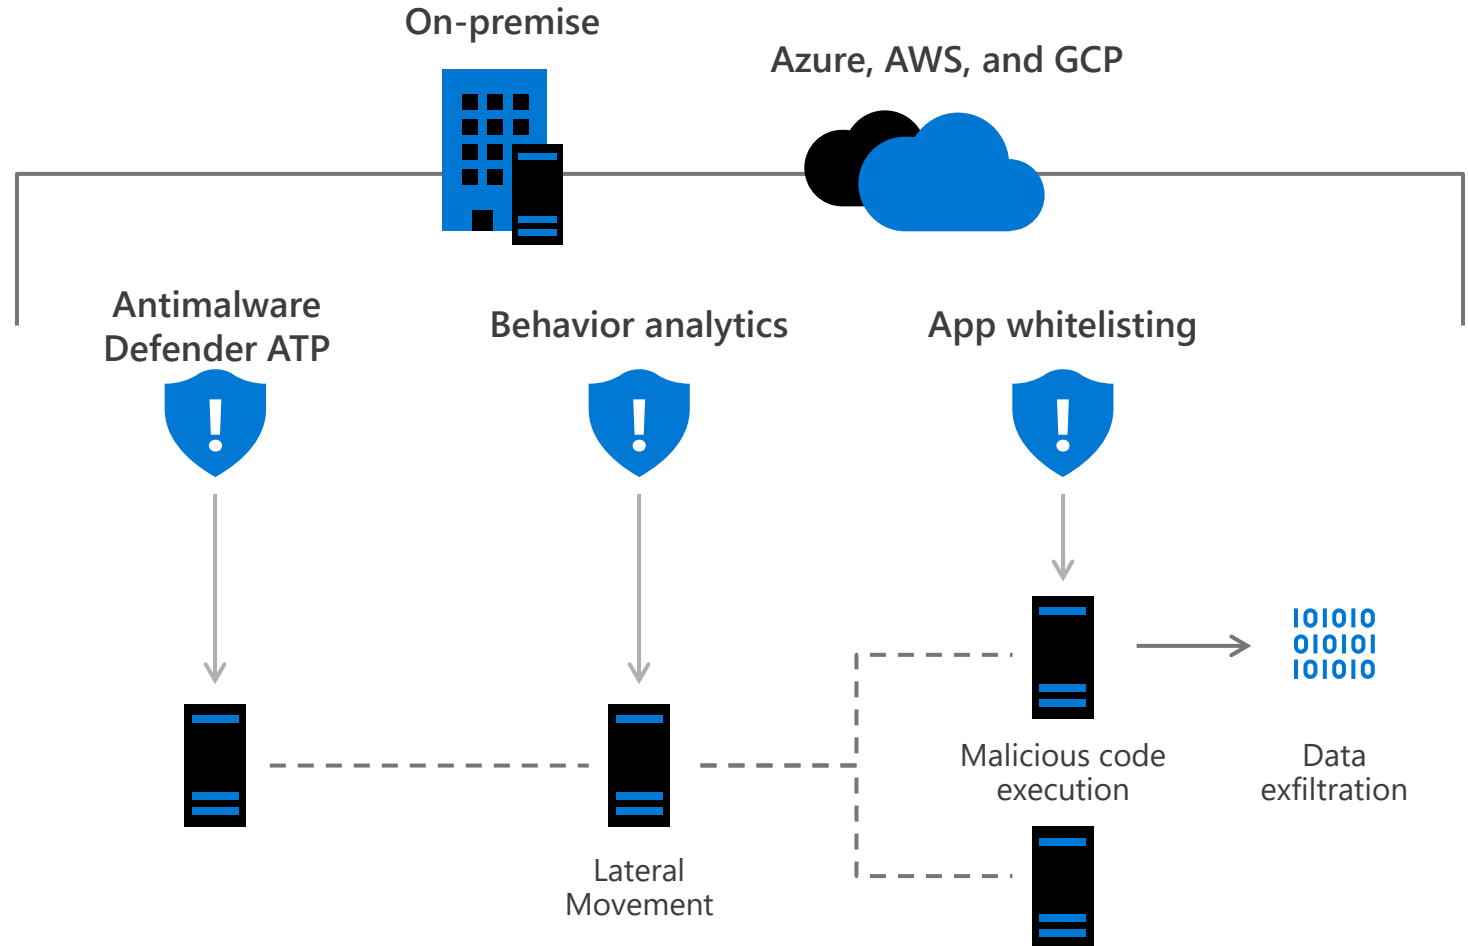 On-premise
Azure, AWS, and GCP
Antimalware
Defender ATP
Behavior analytics
App whitelisting
!
!
!
101010
010101
101010
Malicious code
execution
Data
exfiltration
Lateral
Movement